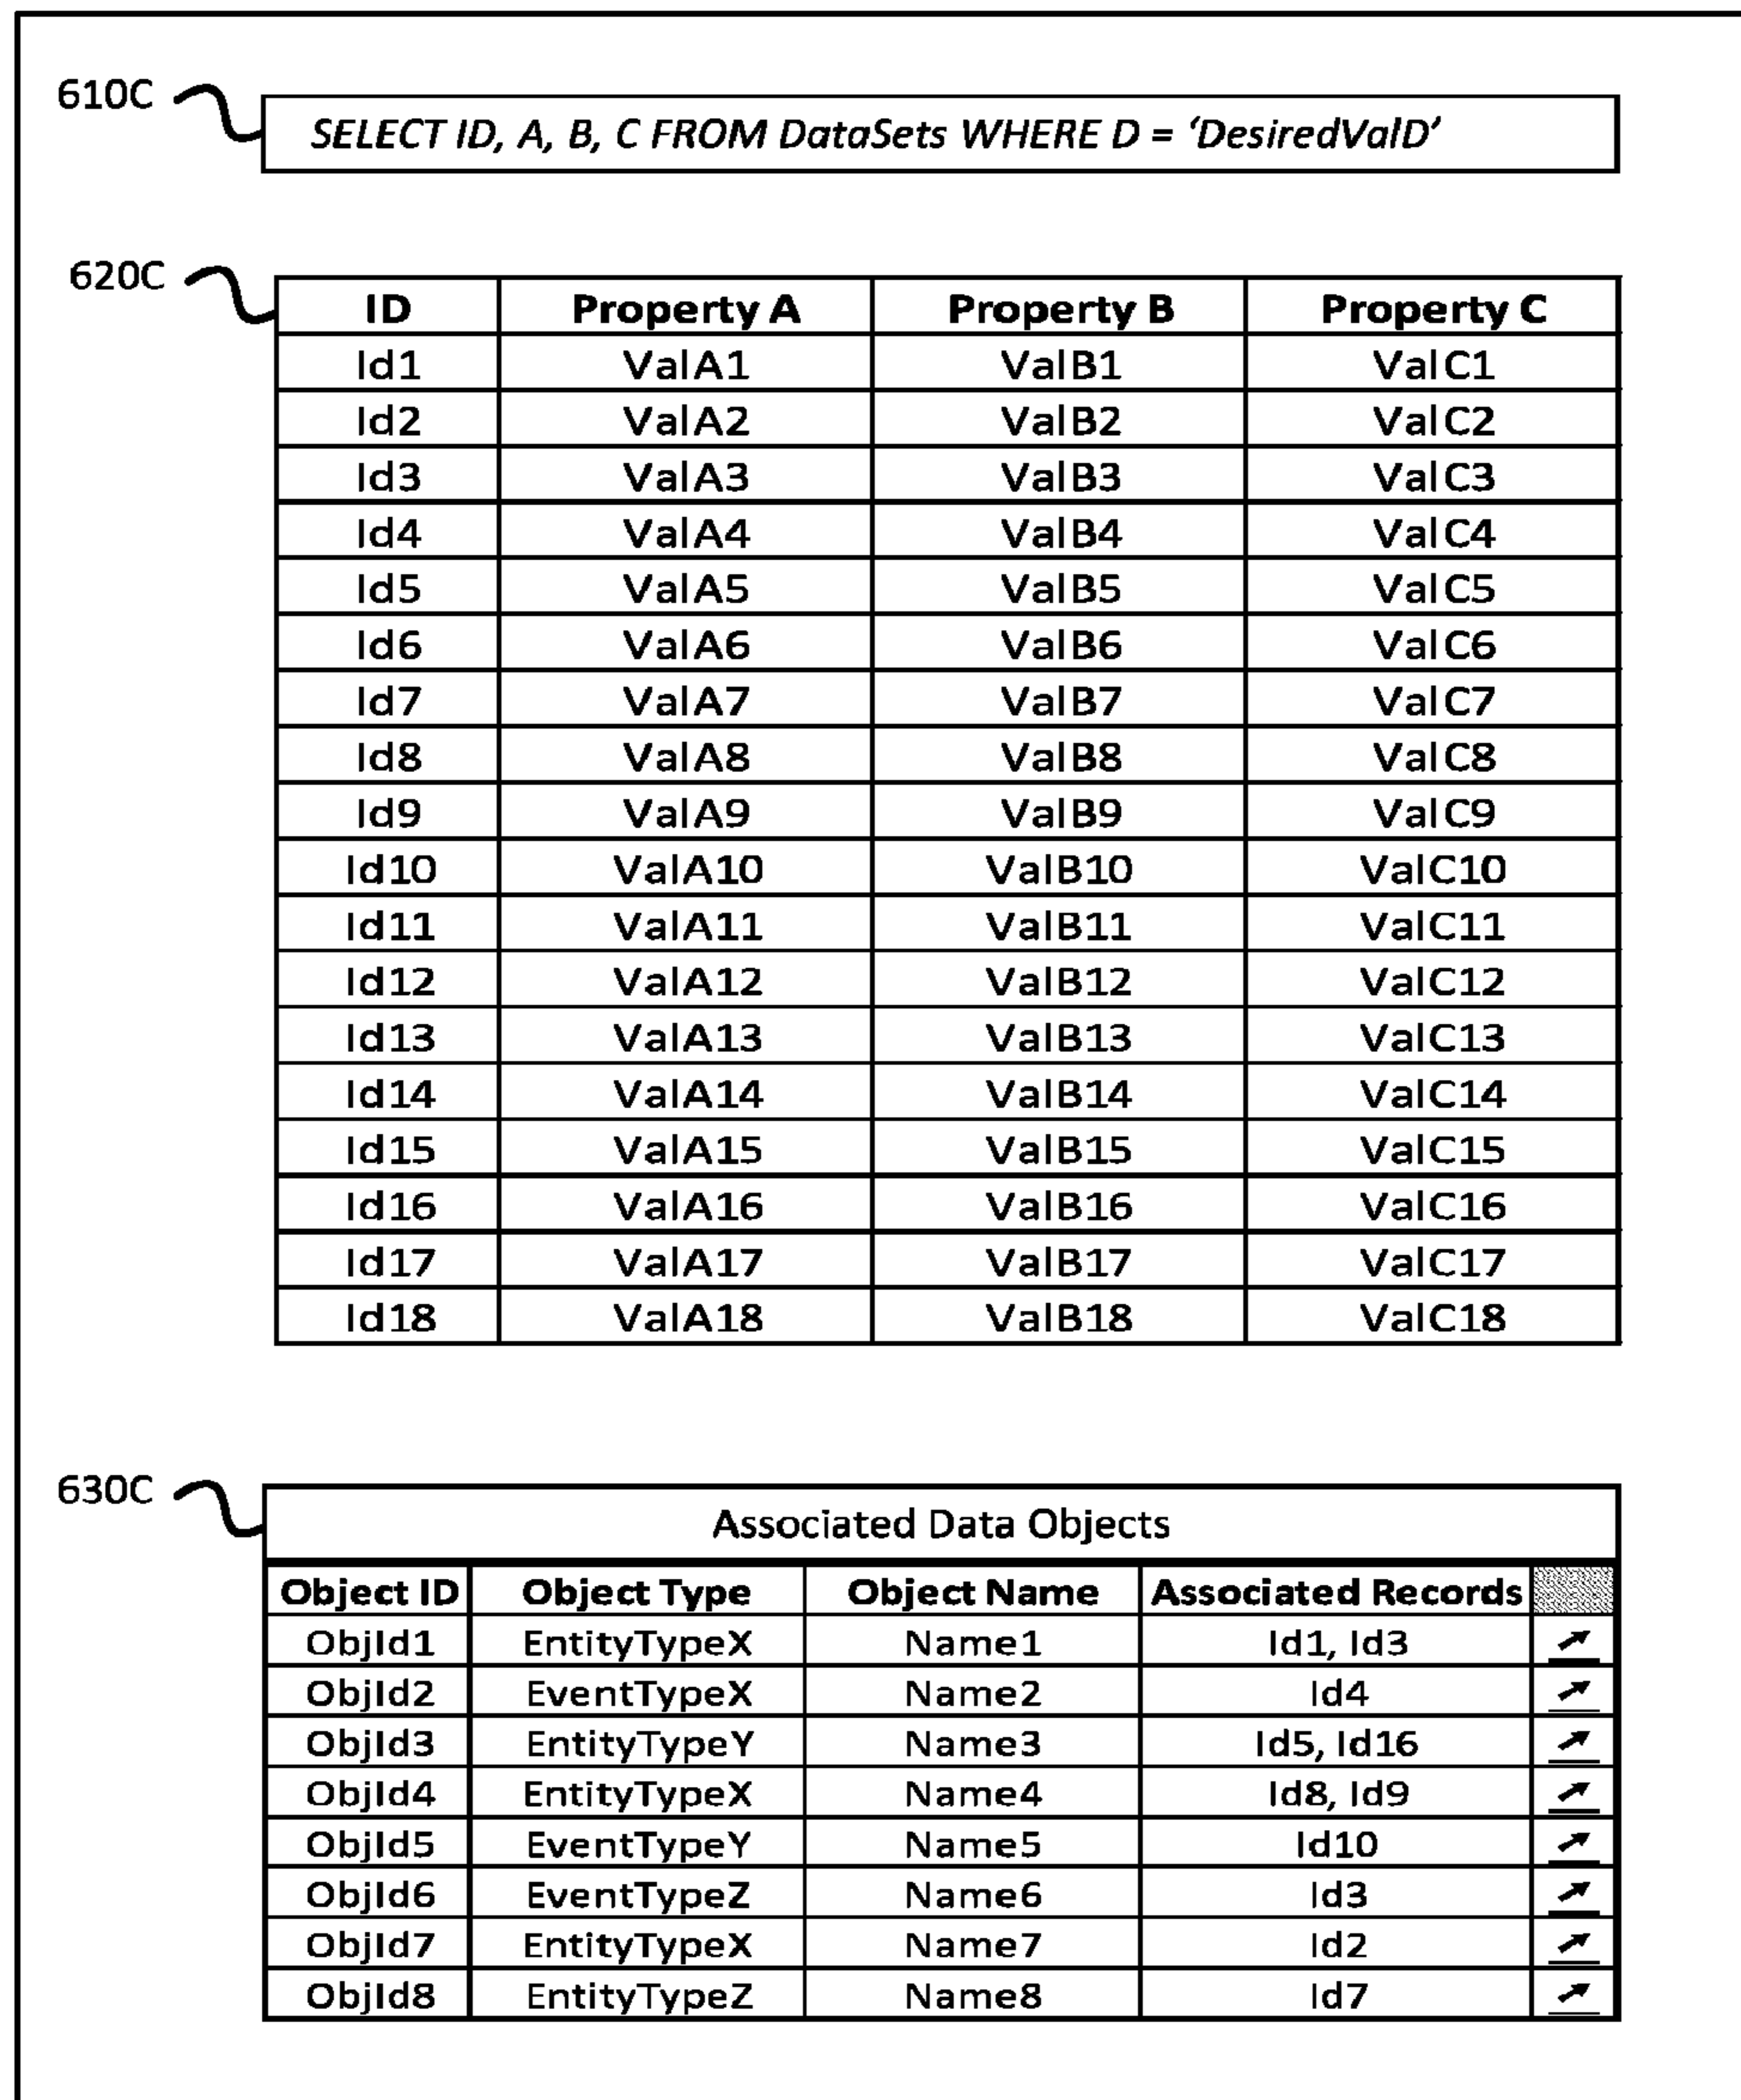 610C
SELECT ID, A, B, C FROM DataSets WHERE D = ‘DesiredValD’
620C
ID Property A Property B Property C
Id1 ValA1 ValB1 ValC1
Id2 ValA2 ValB2 ValC2
Id3 ValA3 ValB3 ValC3
Id4 ValA4 ValB4 ValC4
Id5 ValA5 ValB5 ValC5
Id6 ValA6 ValB6 ValC6
Id7 ValA7 ValB7 ValC7
Id8 ValA8 ValB8 ValC8
Id9 ValA9 ValB9 ValC9
Id10 ValA10 ValB10 ValC10
Id11 ValA11 ValB11 ValC11
Id12 ValA12 ValB12 ValC12
Id13 ValA13 ValB13 ValC13
Id14 ValA14 ValB14 ValC14
Id15 ValA15 ValB15 ValC15
Id16 ValA16 ValB16 ValC16
Id17 ValA17 ValB17 ValC17
Id18 ValA18 ValB18 ValC18
630C
Associated Data Objects
Object ID Object Type Object Name Associated Records
ObjId1 EntityTypeX Name1 Id1, Id3
ObjId2 EventTypeX Name2 Id4
ObjId3 EntityTypeY Name3 Id5, Id16
ObjId4 EntityTypeX Name4 Id8, Id9
ObjId5 EventTypeY Name5 Id10
ObjId6 EventTypeZ Name6 Id3
ObjId7 EntityTypeX Name7 Id2
ObjId8 EntityTypeZ Name8 Id7